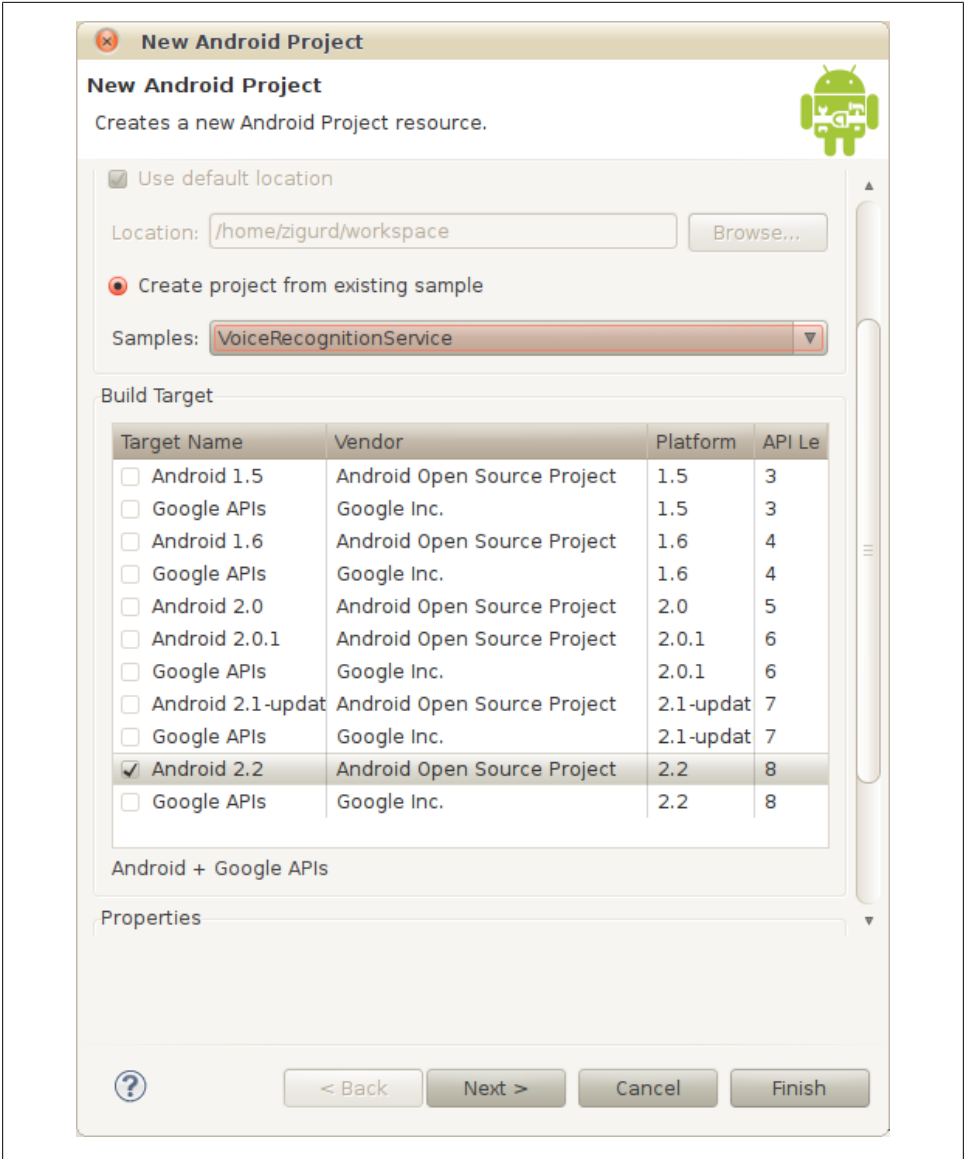 New Android Project
New Android Project
Creates a new Android Project resource.
Use default location
Location: /home/zigurd/workspace Browse...
Create project from existing sample
Samples: VoiceRecognitionService
Build Target
Target Name Vendor Platform API Le
Android 1.5 Android Open Source Project 1.5 3
Google APIs Google Inc. 1.5 3
Android 1.6 Android Open Source Project 1.6 4
Google APIs Google Inc. 1.6 4
Android 2.0 Android Open Source Project 2.0 5
Android 2.0.1 Android Open Source Project 2.0.1 6
Google APIs Google Inc. 2.0.1 6
Android 2.1-updat Android Open Source Project 2.1-updat 7
Google APIs Google Inc. 2.1-updat 7
Android 2.2 Android Open Source Project 2.2 8
Google APIs Google Inc. 2.2 8
Android + Google APIs
Properties
? < Back Next > Cancel Finish